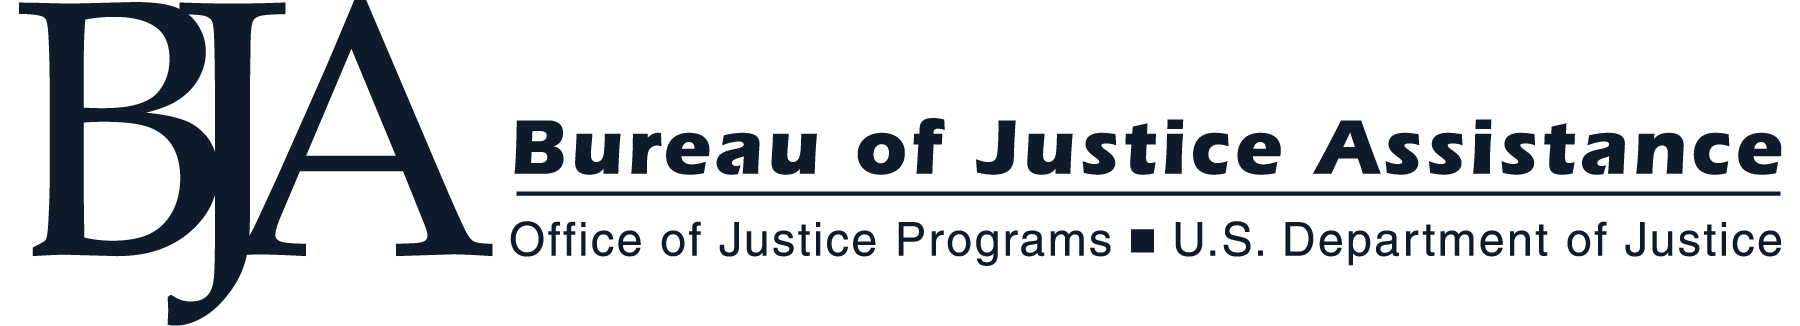 BJA
Bureau of Justice Assistance
Office of Justice Programs ■ U.S. Department of Justice